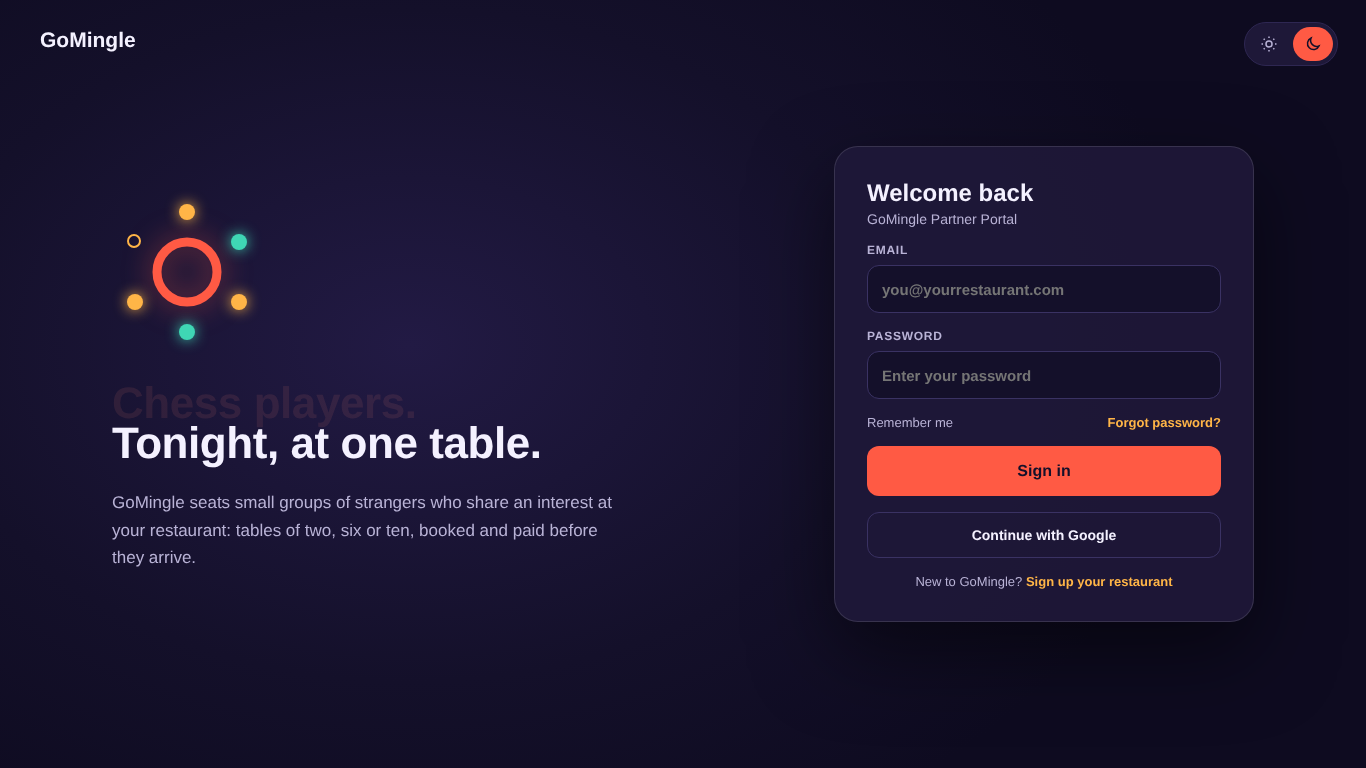 GoMingle
Chess players.
Tonight, at one table.
GoMingle seats small groups of strangers who share an interest at
your restaurant: tables of two, six or ten, booked and paid before
they arrive.
Welcome back
GoMingle Partner Portal
EMAIL
you@yourrestaurant.com
PASSWORD
Enter your password
Remember me
Forgot password?
Sign in
Continue with Google
New to GoMingle? Sign up your restaurant